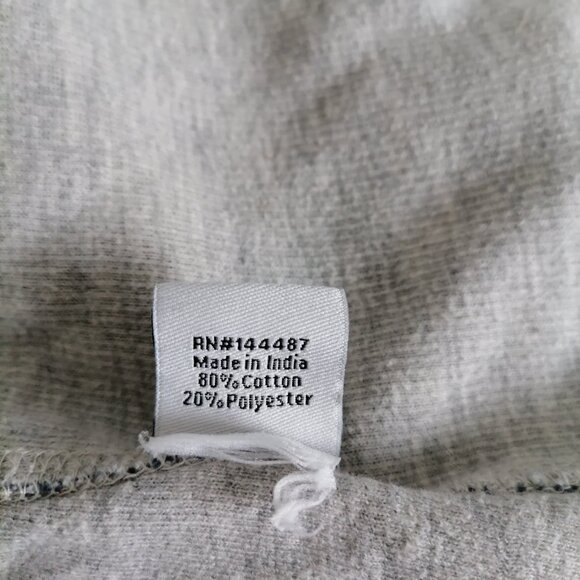 RN#144487
Made in India
80%Cotton
20%Polyester